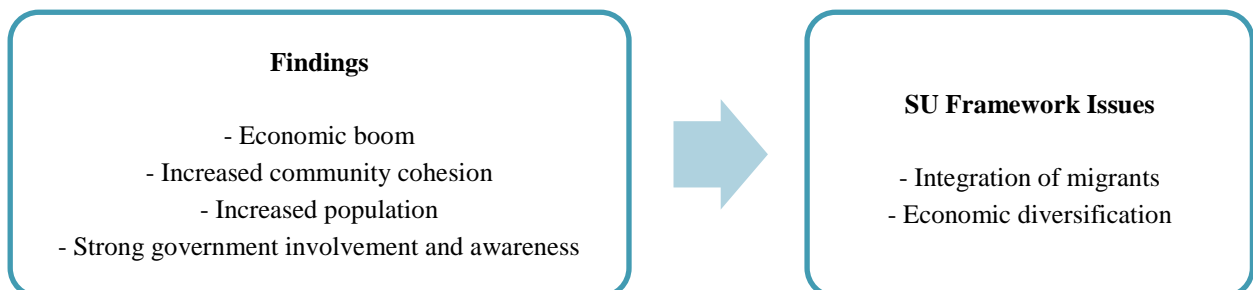 Findings
- Economic boom
- Increased community cohesion
- Increased population
- Strong government involvement and awareness
SU Framework Issues
- Integration of migrants
- Economic diversification